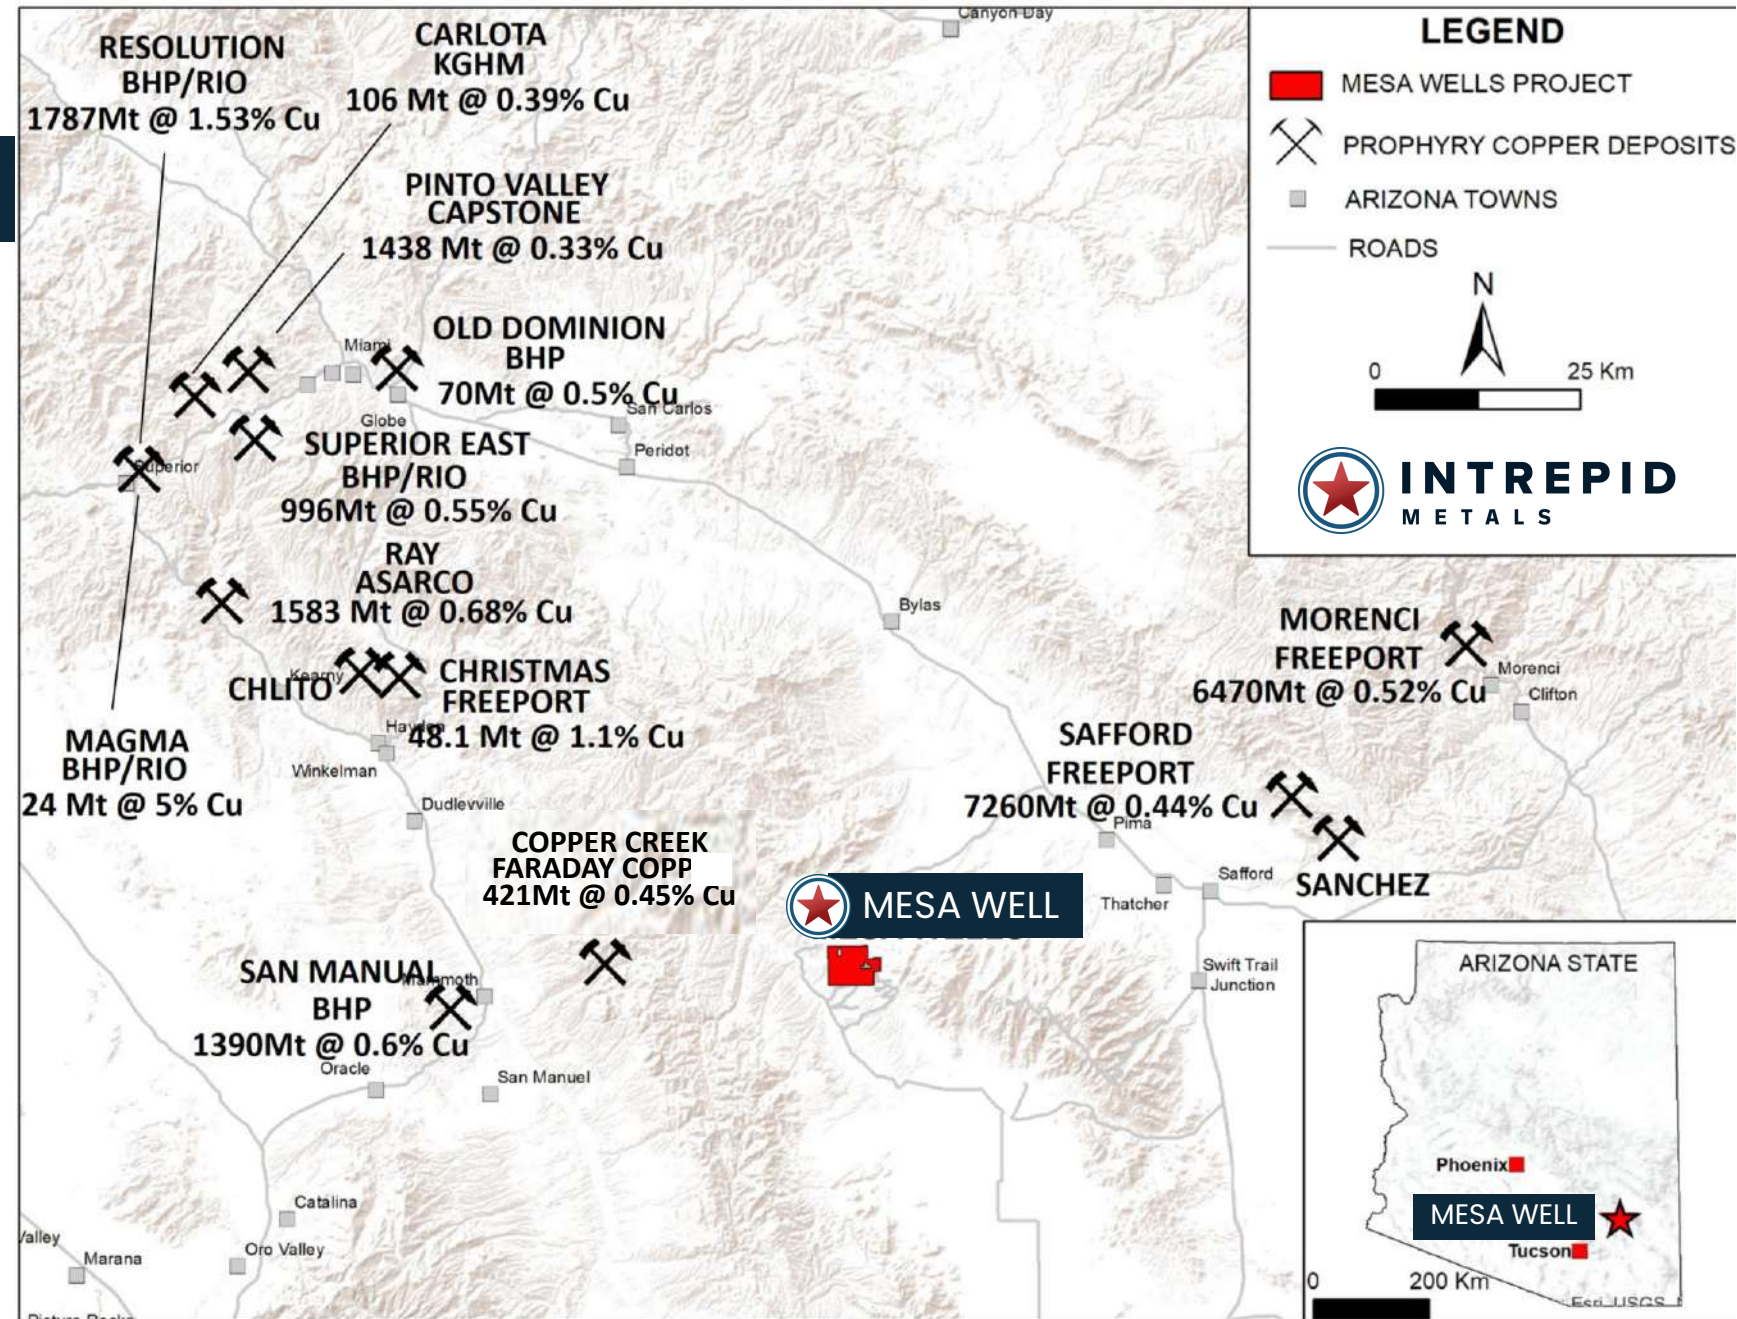 RESOLUTION
BHP/RIO
1787Mt @ 1.53% Cu
CARLOTA
KGHM
106 Mt @ 0.39% Cu
PINTO VALLEY
CAPSTONE
1438 Mt @ 0.33% Cu
OLD DOMINION
BHP
70Mt @ 0.5% Cu
SUPERIOR EAST
BHP/RIO
996Mt @ 0.55% Cu
RAY
ASARCO
1583 Mt @ 0.68% Cu
CHLITO
CHRISTMAS
FREEPORT
48.1 Mt @ 1.1% Cu
MAGMA
BHP/RIO
24 Mt @ 5% Cu
COPPER CREEK
FARADAY COPP
421Mt @ 0.45% Cu
SAN MANUAL
BHP
1390Mt @ 0.6% Cu
MESA WELL
MORENCI
FREEPORT
6470Mt @ 0.52% Cu
SAFFORD
FREEPORT
7260Mt @ 0.44% Cu
SANCHEZ
Canyon Day
Miami
Globe
San Carlos
Peridot
Superior
Bylas
Kearny
Hayden
Winkelman
Dudleyville
Morenci
Clifton
Pima
Thatcher
Safford
Swift Trail
Junction
Mammoth
Oracle
San Manuel
Catalina
Oro Valley
Valley
Marana
LEGEND
MESA WELLS PROJECT
PROPHYRY COPPER DEPOSITS
ARIZONA TOWNS
ROADS
N
0 25 Km
INTREPID
METALS
ARIZONA STATE
Phoenix
MESA WELL
Tucson
0 200 Km
Esri, USGS